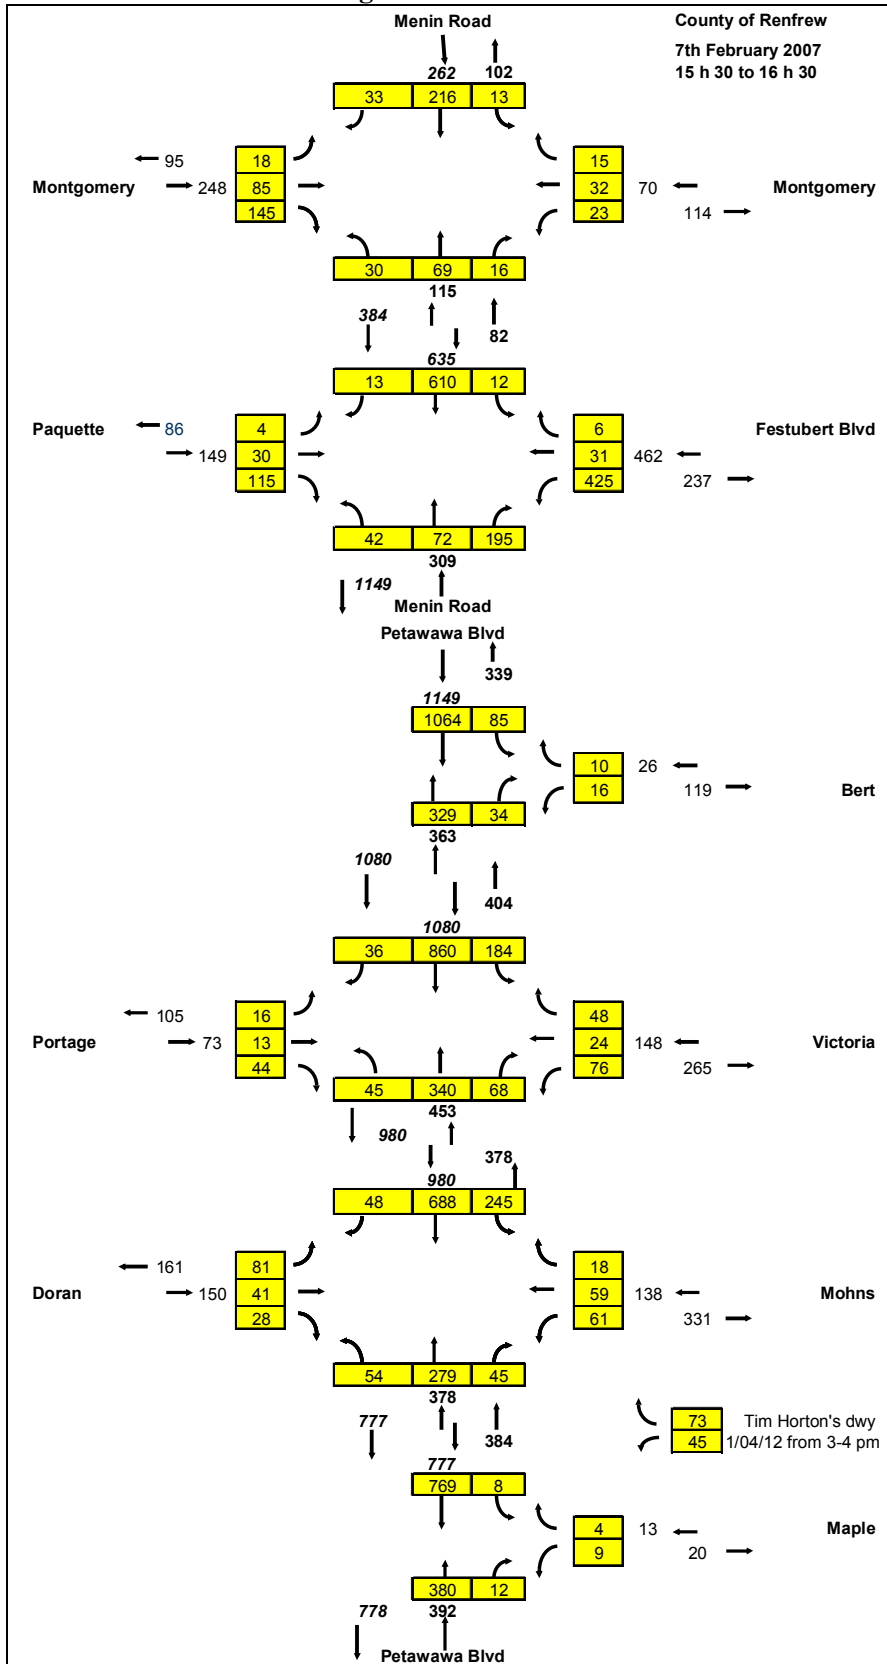 Menin Road
County of Renfrew
7th February 2007
15 h 30 to 16 h 30
262 102
33 216 13
95 18 15
Montgomery 248 85 32 70 Montgomery
145 23 114
30 69 16
115
384 82
635
13 610 12
Paquette 86 4 6 Festubert Blvd
149 30 31 462
115 425 237
42 72 195
309
1149
Menin Road
Petawawa Blvd
339
1149
1064 85
10 26
16 119 Bert
329 34
363
1080
404
1080
36 860 184
105 16 48
Portage 73 13 24 148 Victoria
44 76 265
45 340 68
453
980
378
980
48 688 245
161 81 18
Doran 150 41 59 138 Mohns
28 61 331
54 279 45
378
777 384
73 Tim Horton's dwy
45 1/04/12 from 3-4 pm
777
769 8
4 13 Maple
9 20
380 12
778 392
Petawawa Blvd